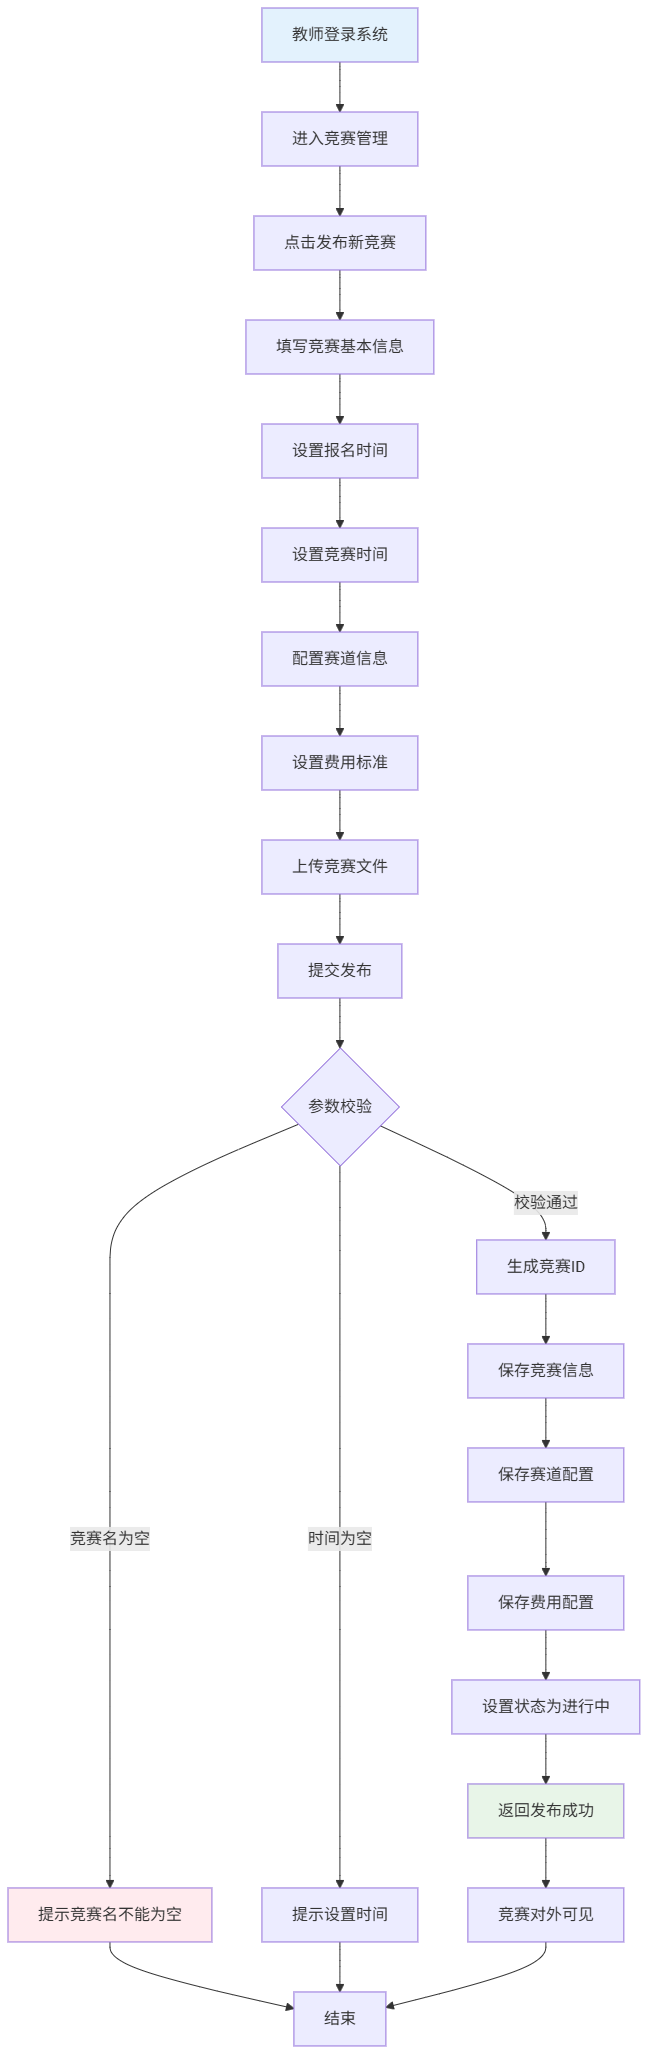 教师登录系统
进入竞赛管理
点击发布新竞赛
填写竞赛基本信息
设置报名时间
设置竞赛时间
配置赛道信息
设置费用标准
上传竞赛文件
提交发布
参数校验
校验通过
生成竞赛ID
保存竞赛信息
保存赛道配置
竞赛名为空
时间为空
保存费用配置
设置状态为进行中
返回发布成功
提示竞赛名不能为空
提示设置时间
竞赛对外可见
结束